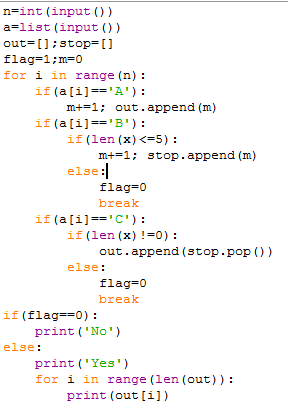 n=int(input())
a=list(input())
out=[];stop=[]
flag=1;m=0
for i in range(n):
    if(a[i]=='A'):
        m+=1; out.append(m)
    if(a[i]=='B'):
        if(len(x)<=5):
            m+=1; stop.append(m)
        else:
            flag=0
            break
    if(a[i]=='C'):
        if(len(x)!=0):
            out.append(stop.pop())
        else:
            flag=0
            break
if(flag==0):
    print('No')
else:
    print('Yes')
    for i in range(len(out)):
        print(out[i])